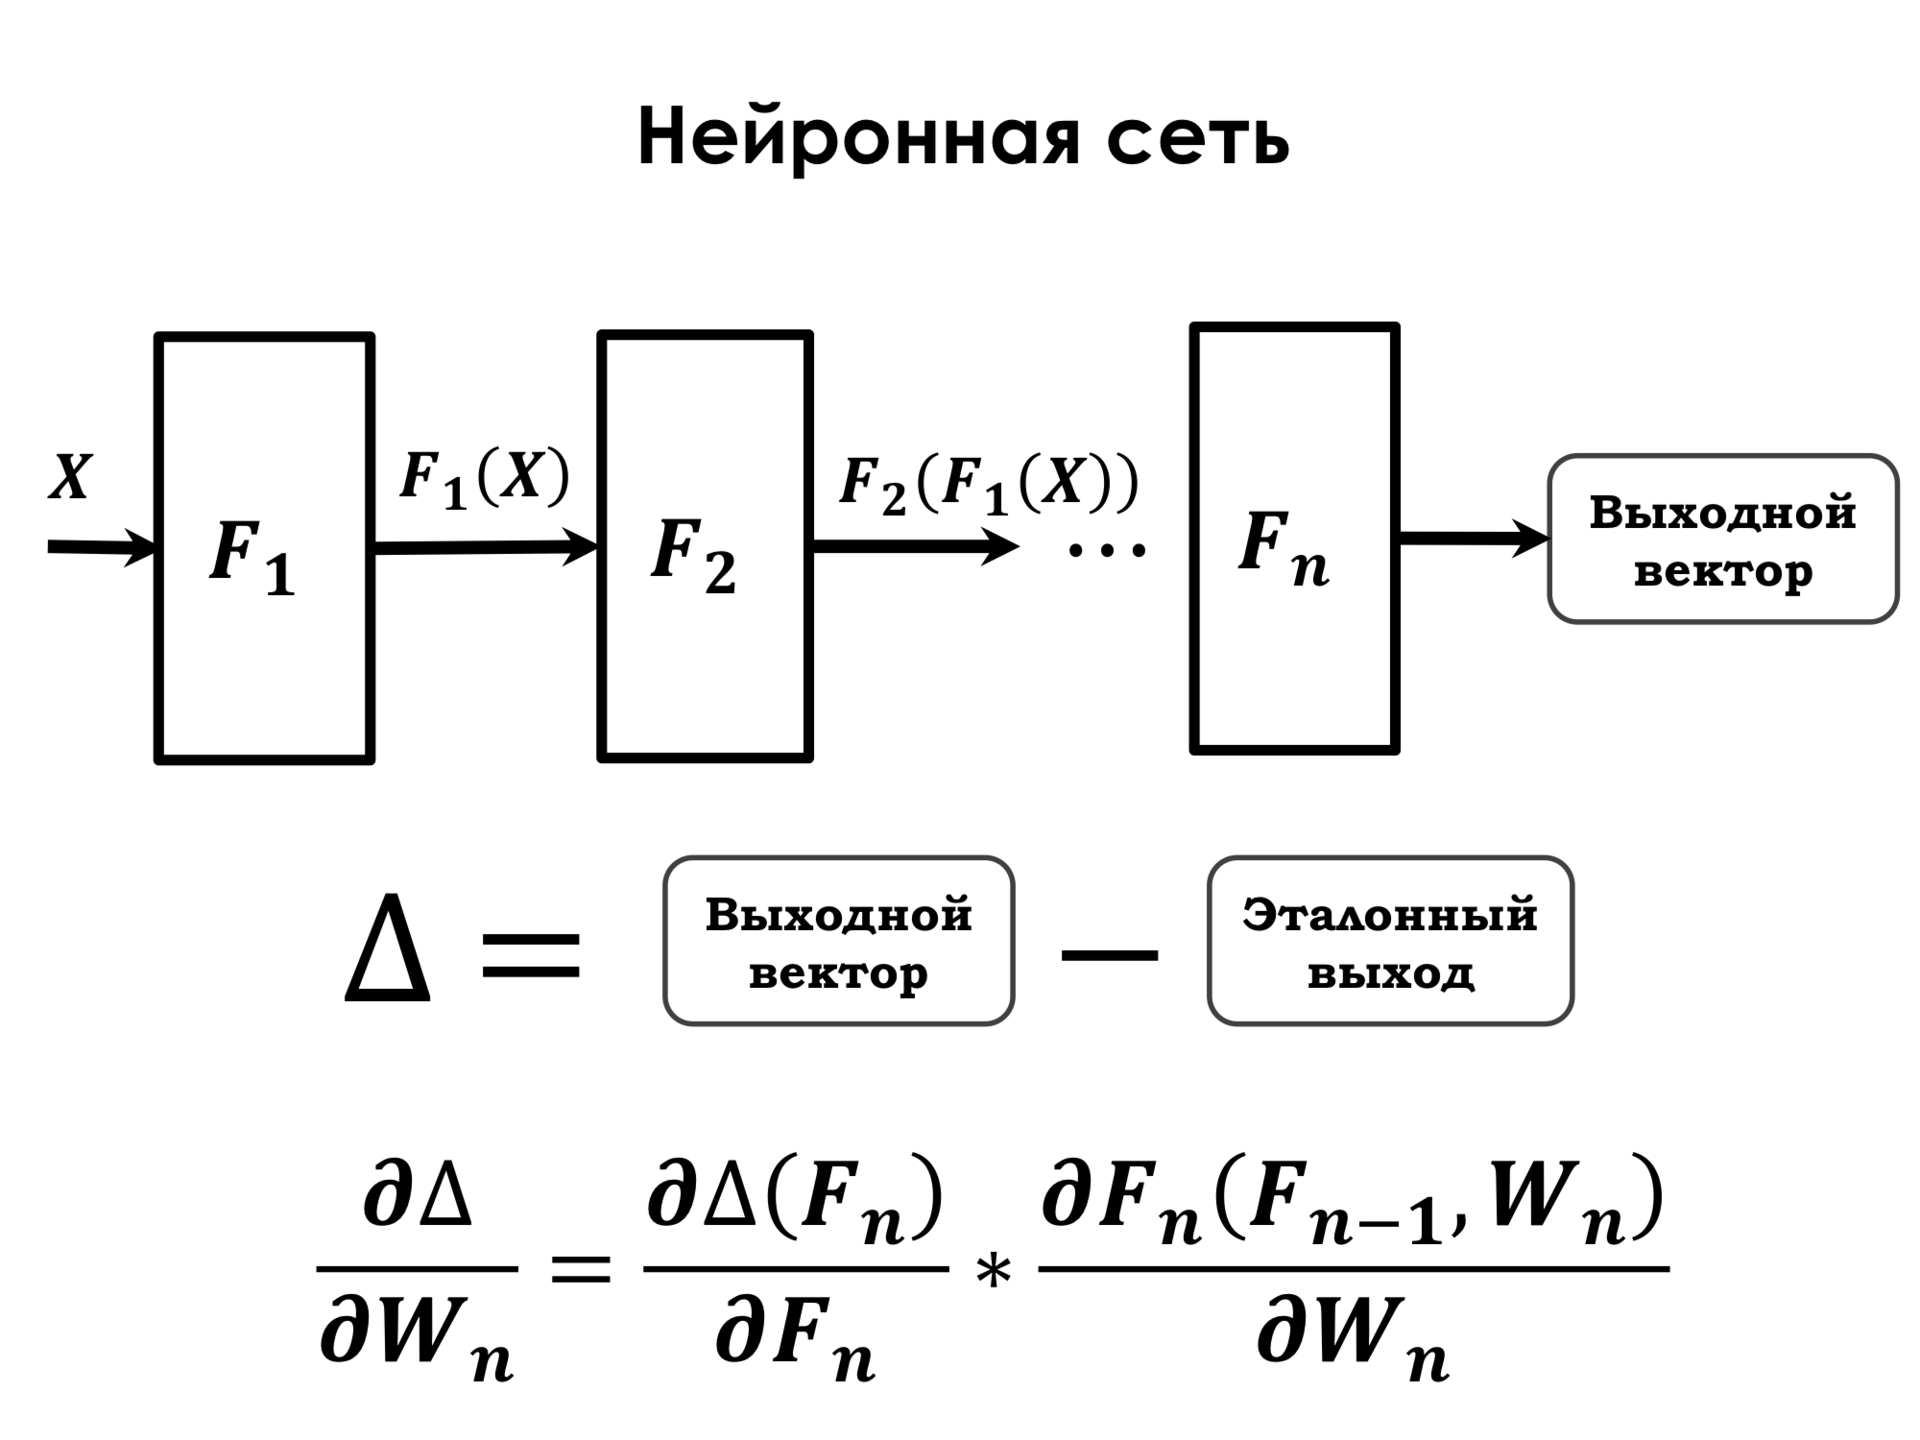 Нейронная сеть
X
F₁
F₁(X)
F₂
F₂(F₁(X))
...
Fₙ
Выходной
вектор
Δ =
Выходной
вектор
—
Эталонный
выход
∂Δ/∂Wₙ = ∂Δ(Fₙ)/∂Fₙ * ∂Fₙ(Fₙ₋₁, Wₙ)/∂Wₙ